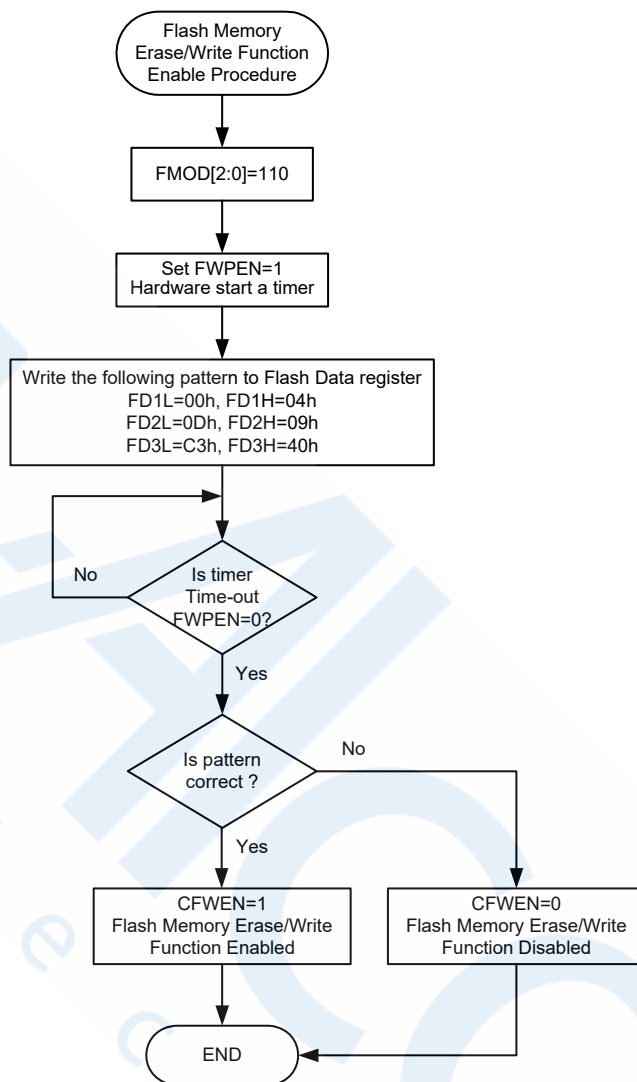 Flash Memory
Erase/Write Function
Enable Procedure
FMOD[2:0]=110
Set FWPEN=1
Hardware start a timer
Write the following pattern to Flash Data register
FD1L=00h, FD1H=04h
FD2L=0Dh, FD2H=09h
FD3L=C3h, FD3H=40h
No
Is timer
Time-out
FWPEN=0?
Yes
Is pattern
correct ?
No
Yes
CFWEN=1
Flash Memory Erase/Write
Function Enabled
CFWEN=0
Flash Memory Erase/Write
Function Disabled
END